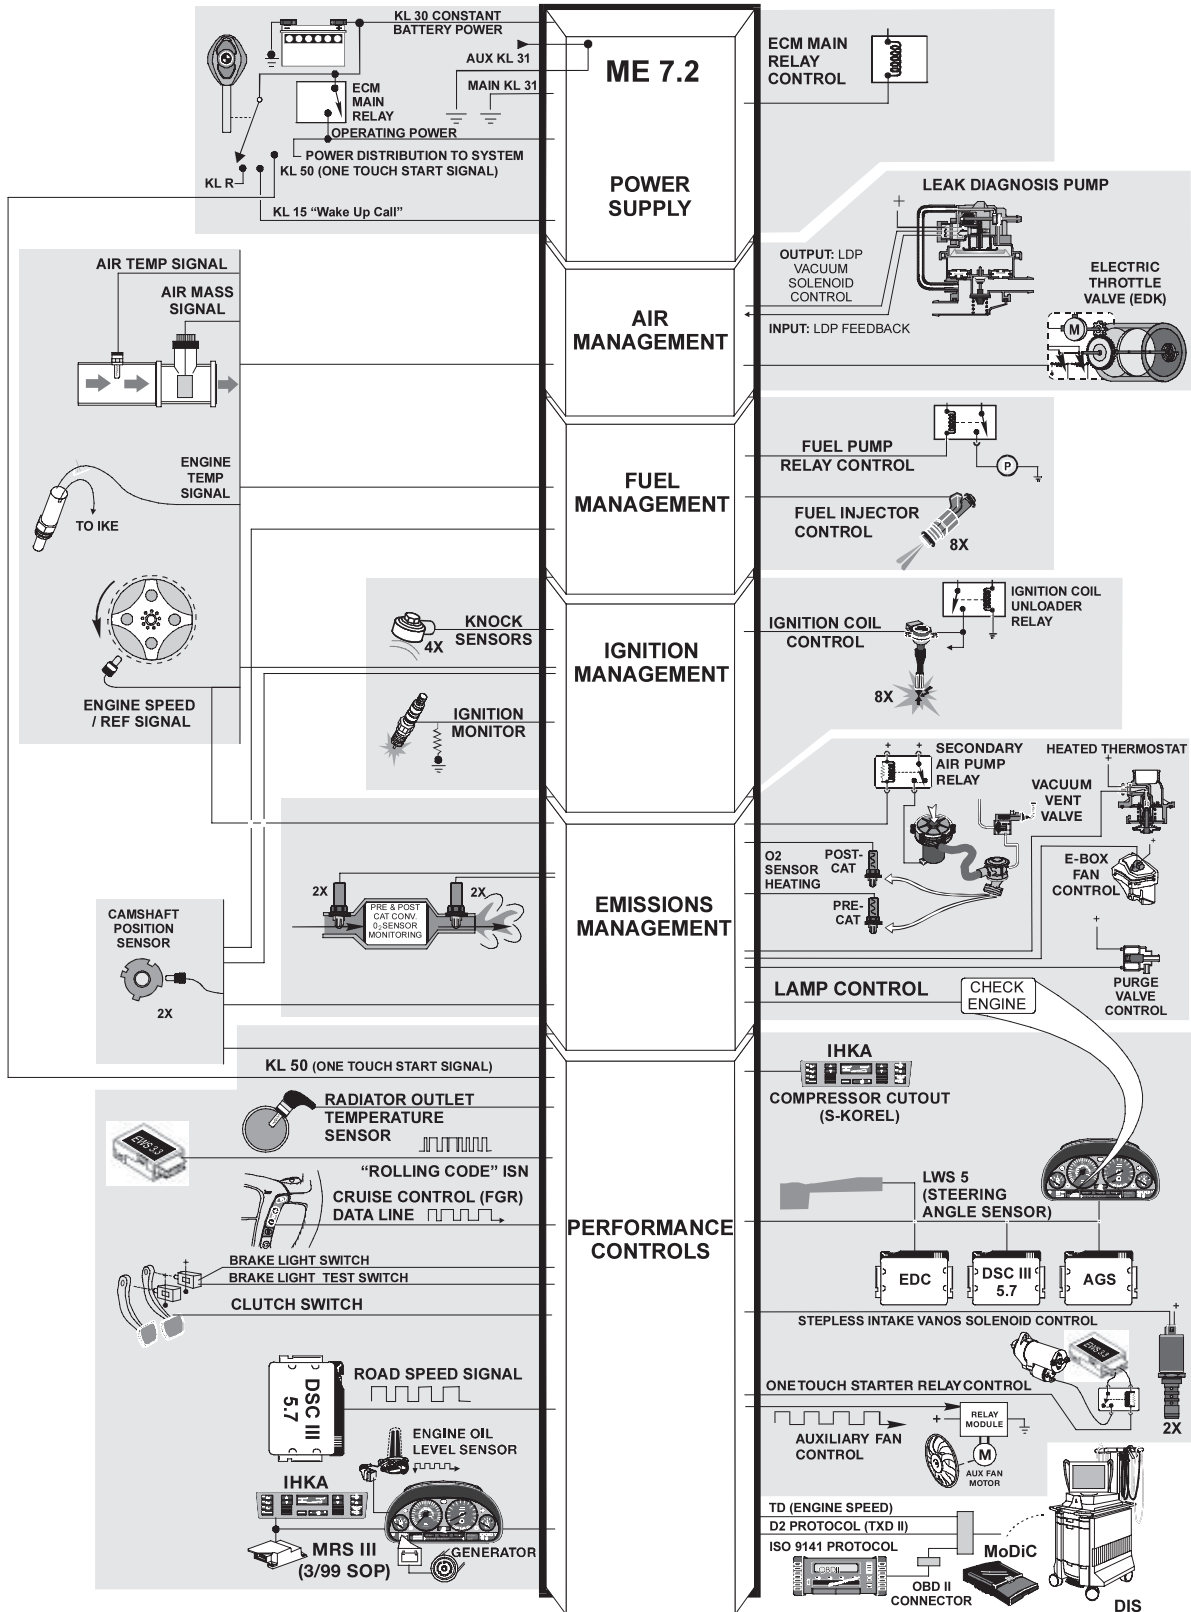 KL 30 CONSTANT
BATTERY POWER
AUX KL 31
MAIN KL 31
ECM
MAIN
RELAY
OPERATING POWER
POWER DISTRIBUTION TO SYSTEM
KL 50 (ONE TOUCH START SIGNAL)
KL R
KL 15 “Wake Up Call”
ME 7.2
POWER
SUPPLY
ECM MAIN
RELAY
CONTROL
LEAK DIAGNOSIS PUMP
OUTPUT: LDP
VACUUM
SOLENOID
CONTROL
INPUT: LDP FEEDBACK
ELECTRIC
THROTTLE
VALVE (EDK)
M
AIR TEMP SIGNAL
AIR MASS
SIGNAL
AIR
MANAGEMENT
ENGINE
TEMP
SIGNAL
TO IKE
FUEL
MANAGEMENT
FUEL PUMP
RELAY CONTROL
P
FUEL INJECTOR
CONTROL
8X
ENGINE SPEED
/ REF SIGNAL
KNOCK
SENSORS
4X
IGNITION
MONITOR
IGNITION
MANAGEMENT
IGNITION COIL
CONTROL
IGNITION COIL
UNLOADER
RELAY
8X
SECONDARY
AIR PUMP
RELAY
HEATED THERMOSTAT
VACUUM
VENT
VALVE
O2
SENSOR
HEATING
POST-
CAT
PRE-
CAT
E-BOX
FAN
CONTROL
PURGE
VALVE
CONTROL
2X
2X
PRE & POST
CAT CONV.
02SENSOR
MONITORING
EMISSIONS
MANAGEMENT
CAMSHAFT
POSITION
SENSOR
2X
LAMP CONTROL
CHECK
ENGINE
KL 50 (ONE TOUCH START SIGNAL)
RADIATOR OUTLET
TEMPERATURE
SENSOR
EWS 3.3
“ROLLING CODE” ISN
CRUISE CONTROL (FGR)
DATA LINE
BRAKE LIGHT SWITCH
BRAKE LIGHT TEST SWITCH
CLUTCH SWITCH
PERFORMANCE
CONTROLS
IHKA
COMPRESSOR CUTOUT
(S-KOREL)
LWS 5
(STEERING
ANGLE SENSOR)
EDC
DSC III
5.7
AGS
STEPLESS INTAKE VANOS SOLENOID CONTROL
EWS 3.3
ONE TOUCH STARTER RELAY CONTROL
2X
AUXILIARY FAN
CONTROL
RELAY
MODULE
M
AUX FAN
MOTOR
DSC III
5.7
ROAD SPEED SIGNAL
ENGINE OIL
LEVEL SENSOR
IHKA
MRS III
(3/99 SOP)
GENERATOR
TD (ENGINE SPEED)
D2 PROTOCOL (TXD II)
ISO 9141 PROTOCOL
OBDII
OBD II
CONNECTOR
MoDiC
DIS